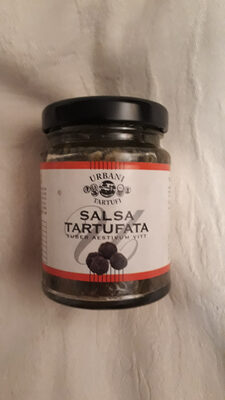 URBANI
TARTUFI
SALSA
TARTUFATA
TUBER AESTIVUM VITT.